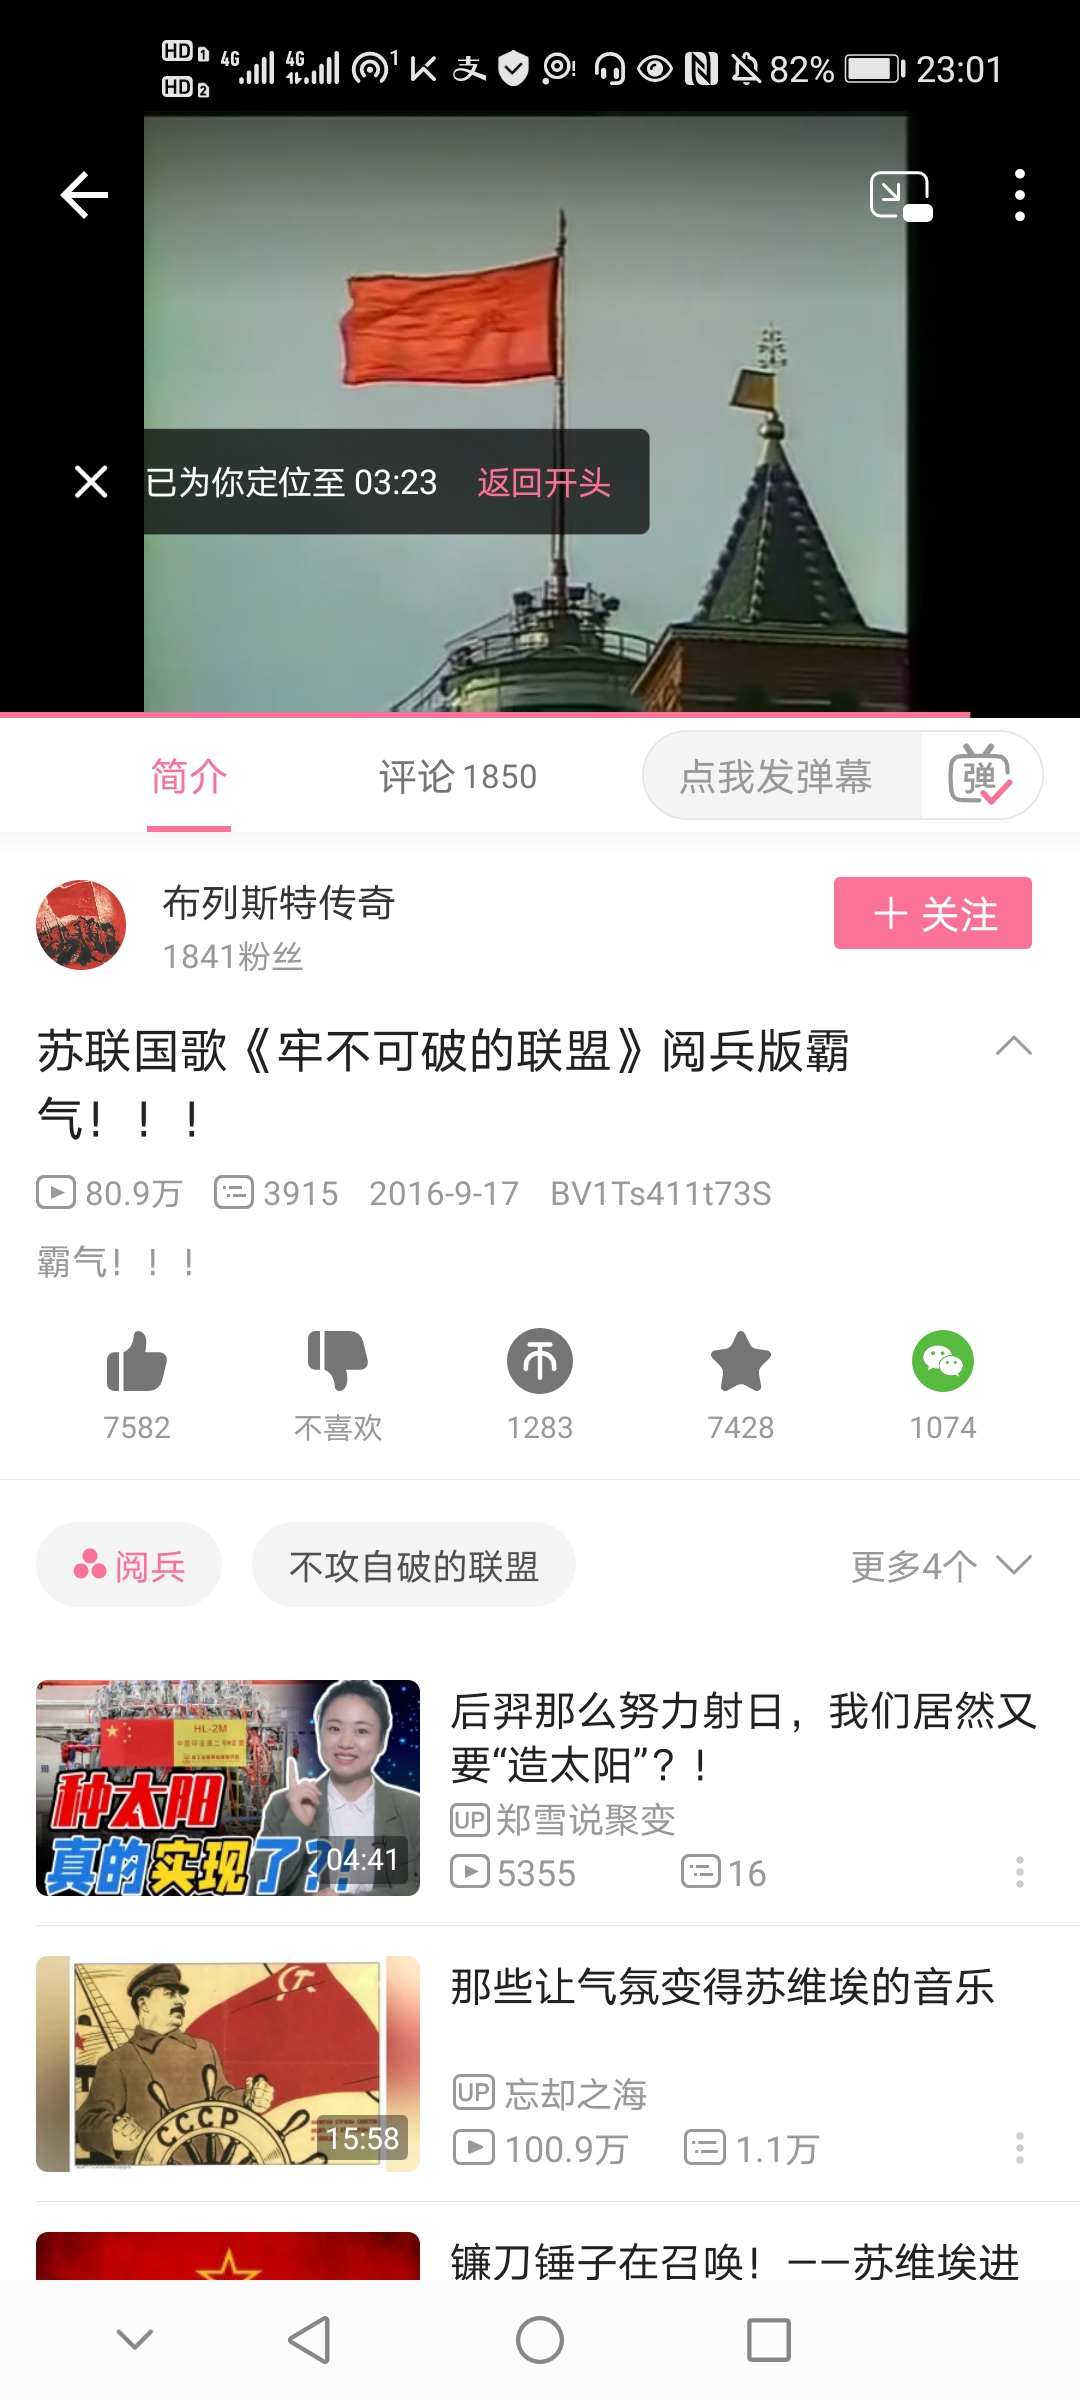 HD 1 4G 4G 1 支 82% 23:01
HD 2
已为你定位至 03:23 返回开头
简介 评论 1850 点我发弹幕 弹
布列斯特传奇
1841粉丝
＋ 关注
苏联国歌《牢不可破的联盟》阅兵版霸
气！！！
80.9万 3915 2016-9-17 BV1Ts411t73S
霸气！！！
7582 不喜欢 1283 7428 1074
阅兵 不攻自破的联盟 更多4个
HL-2M
种太阳
真的实现了?!
04:41
后羿那么努力射日，我们居然又
要“造太阳”？!
UP 郑雪说聚变
5355 16
СССР
15:58
那些让气氛变得苏维埃的音乐
UP 忘却之海
100.9万 1.1万
镰刀锤子在召唤！——苏维埃进